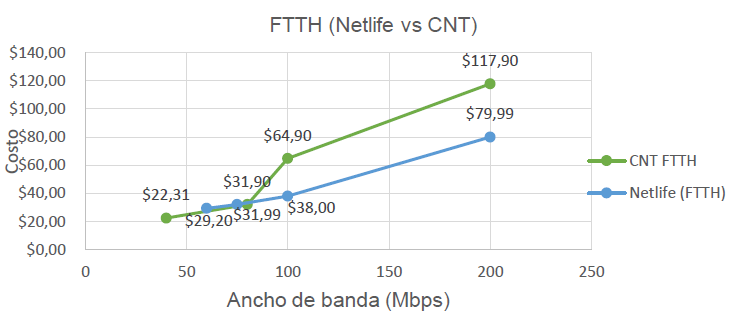 FTTH (Netlife vs CNT)
$140,00
$120,00
$100,00
$80,00
$60,00
$40,00
$20,00
$0,00
Costo
$117,90
$79,99
$64,90
$22,31
$31,90
$29,20
$31,99
$38,00
CNT FTTH
Netlife (FTTH)
0 50 100 150 200 250
Ancho de banda (Mbps)